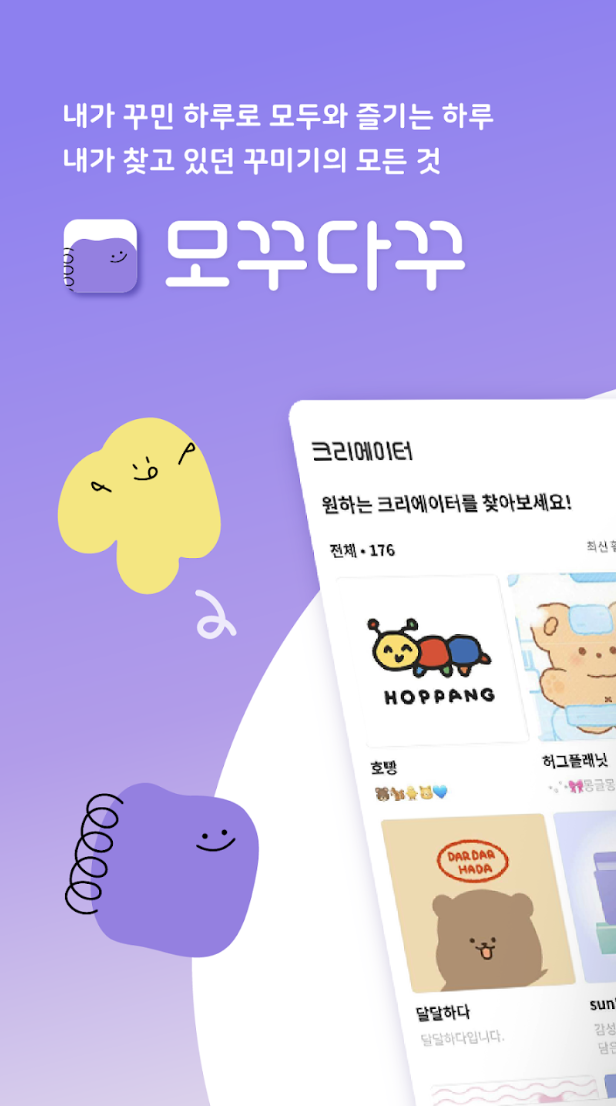 내가 꾸민 하루로 모두와 즐기는 하루
내가 찾고 있던 꾸미기의 모든 것
모꾸다꾸
크리에이터
원하는 크리에이터를 찾아보세요!
전체 • 176
최신
HOPPANG
호빵
허그플래닛
몽글
DARDAR
HADA
달달하다
달달하다입니다.
sun
감성
담은